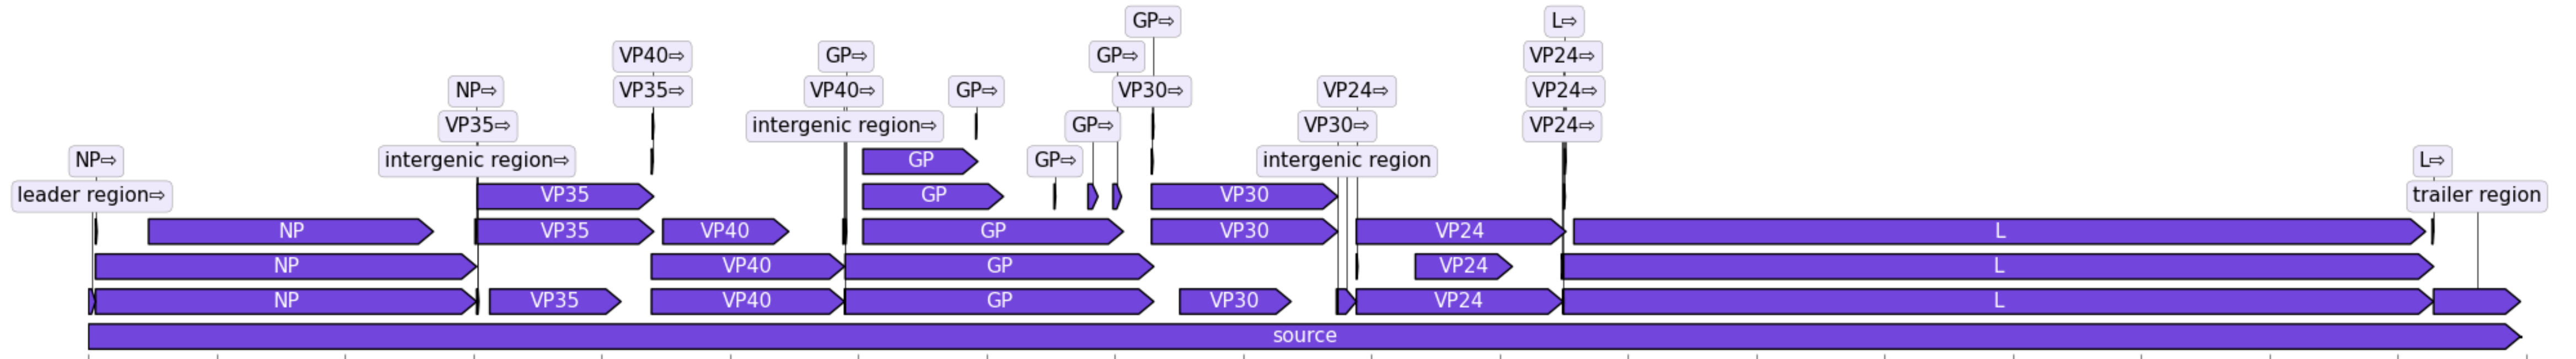 GP⇨ L⇨
VP40⇨ GP⇨ GP⇨ VP24⇨
NP⇨ VP35⇨ VP40⇨ GP⇨ VP30⇨ VP24⇨ VP24⇨
VP35⇨ intergenic region⇨ GP⇨ VP30⇨ VP24⇨
NP⇨ intergenic region⇨ GP GP⇨ intergenic region L⇨
leader region⇨ VP35 GP VP30 trailer region
NP VP35 VP40 GP VP30 VP24 L
NP VP40 GP VP24 L
NP VP35 VP40 GP VP30 VP24 L
source